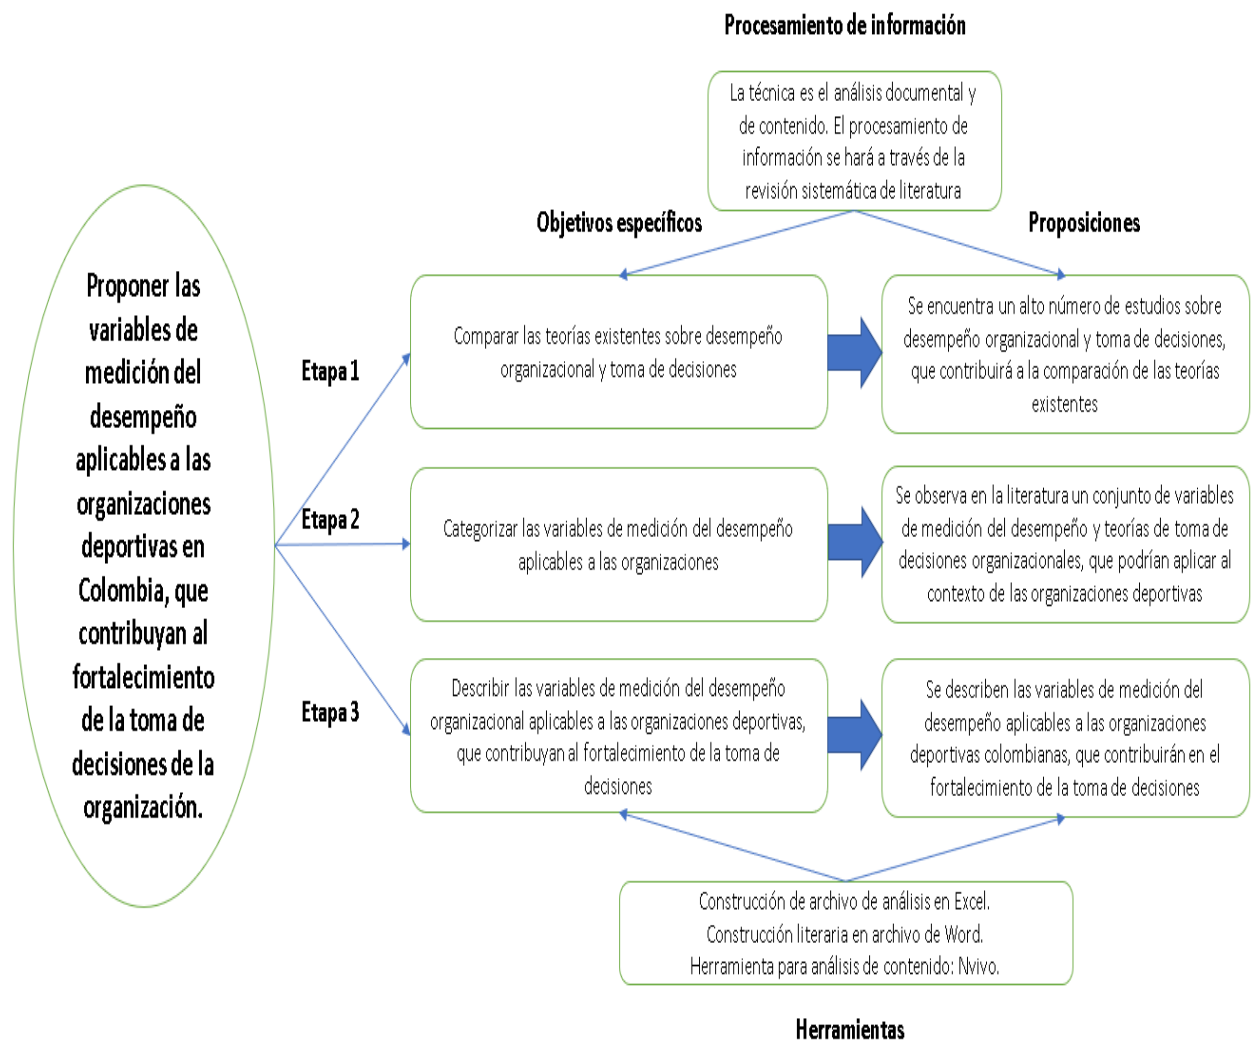 Procesamiento de información
La técnica es el análisis documental y
de contenido. El procesamiento de
información se hará a través de la
revisión sistemática de literatura
Objetivos específicos
Proposiciones
Proponer las
variables de
medición del
desempeño
aplicables a las
organizaciones
deportivas en
Colombia, que
contribuyan al
fortalecimiento
de la toma de
decisiones de la
organización.
Etapa 1
Comparar las teorías existentes sobre desempeño
organizacional y toma de decisiones
Se encuentra un alto número de estudios sobre
desempeño organizacional y toma de decisiones,
que contribuirá a la comparación de las teorías
existentes
Etapa 2
Categorizar las variables de medición del desempeño
aplicables a las organizaciones
Se observa en la literatura un conjunto de variables
de medición del desempeño y teorías de toma de
decisiones organizacionales, que podrían aplicar al
contexto de las organizaciones deportivas
Etapa 3
Describir las variables de medición del desempeño
organizacional aplicables a las organizaciones deportivas,
que contribuyan al fortalecimiento de la toma de
decisiones
Se describen las variables de medición del
desempeño aplicables a las organizaciones
deportivas colombianas, que contribuirán en el
fortalecimiento de la toma de decisiones
Construcción de archivo de análisis en Excel.
Construcción literaria en archivo de Word.
Herramienta para análisis de contenido: Nvivo.
Herramientas